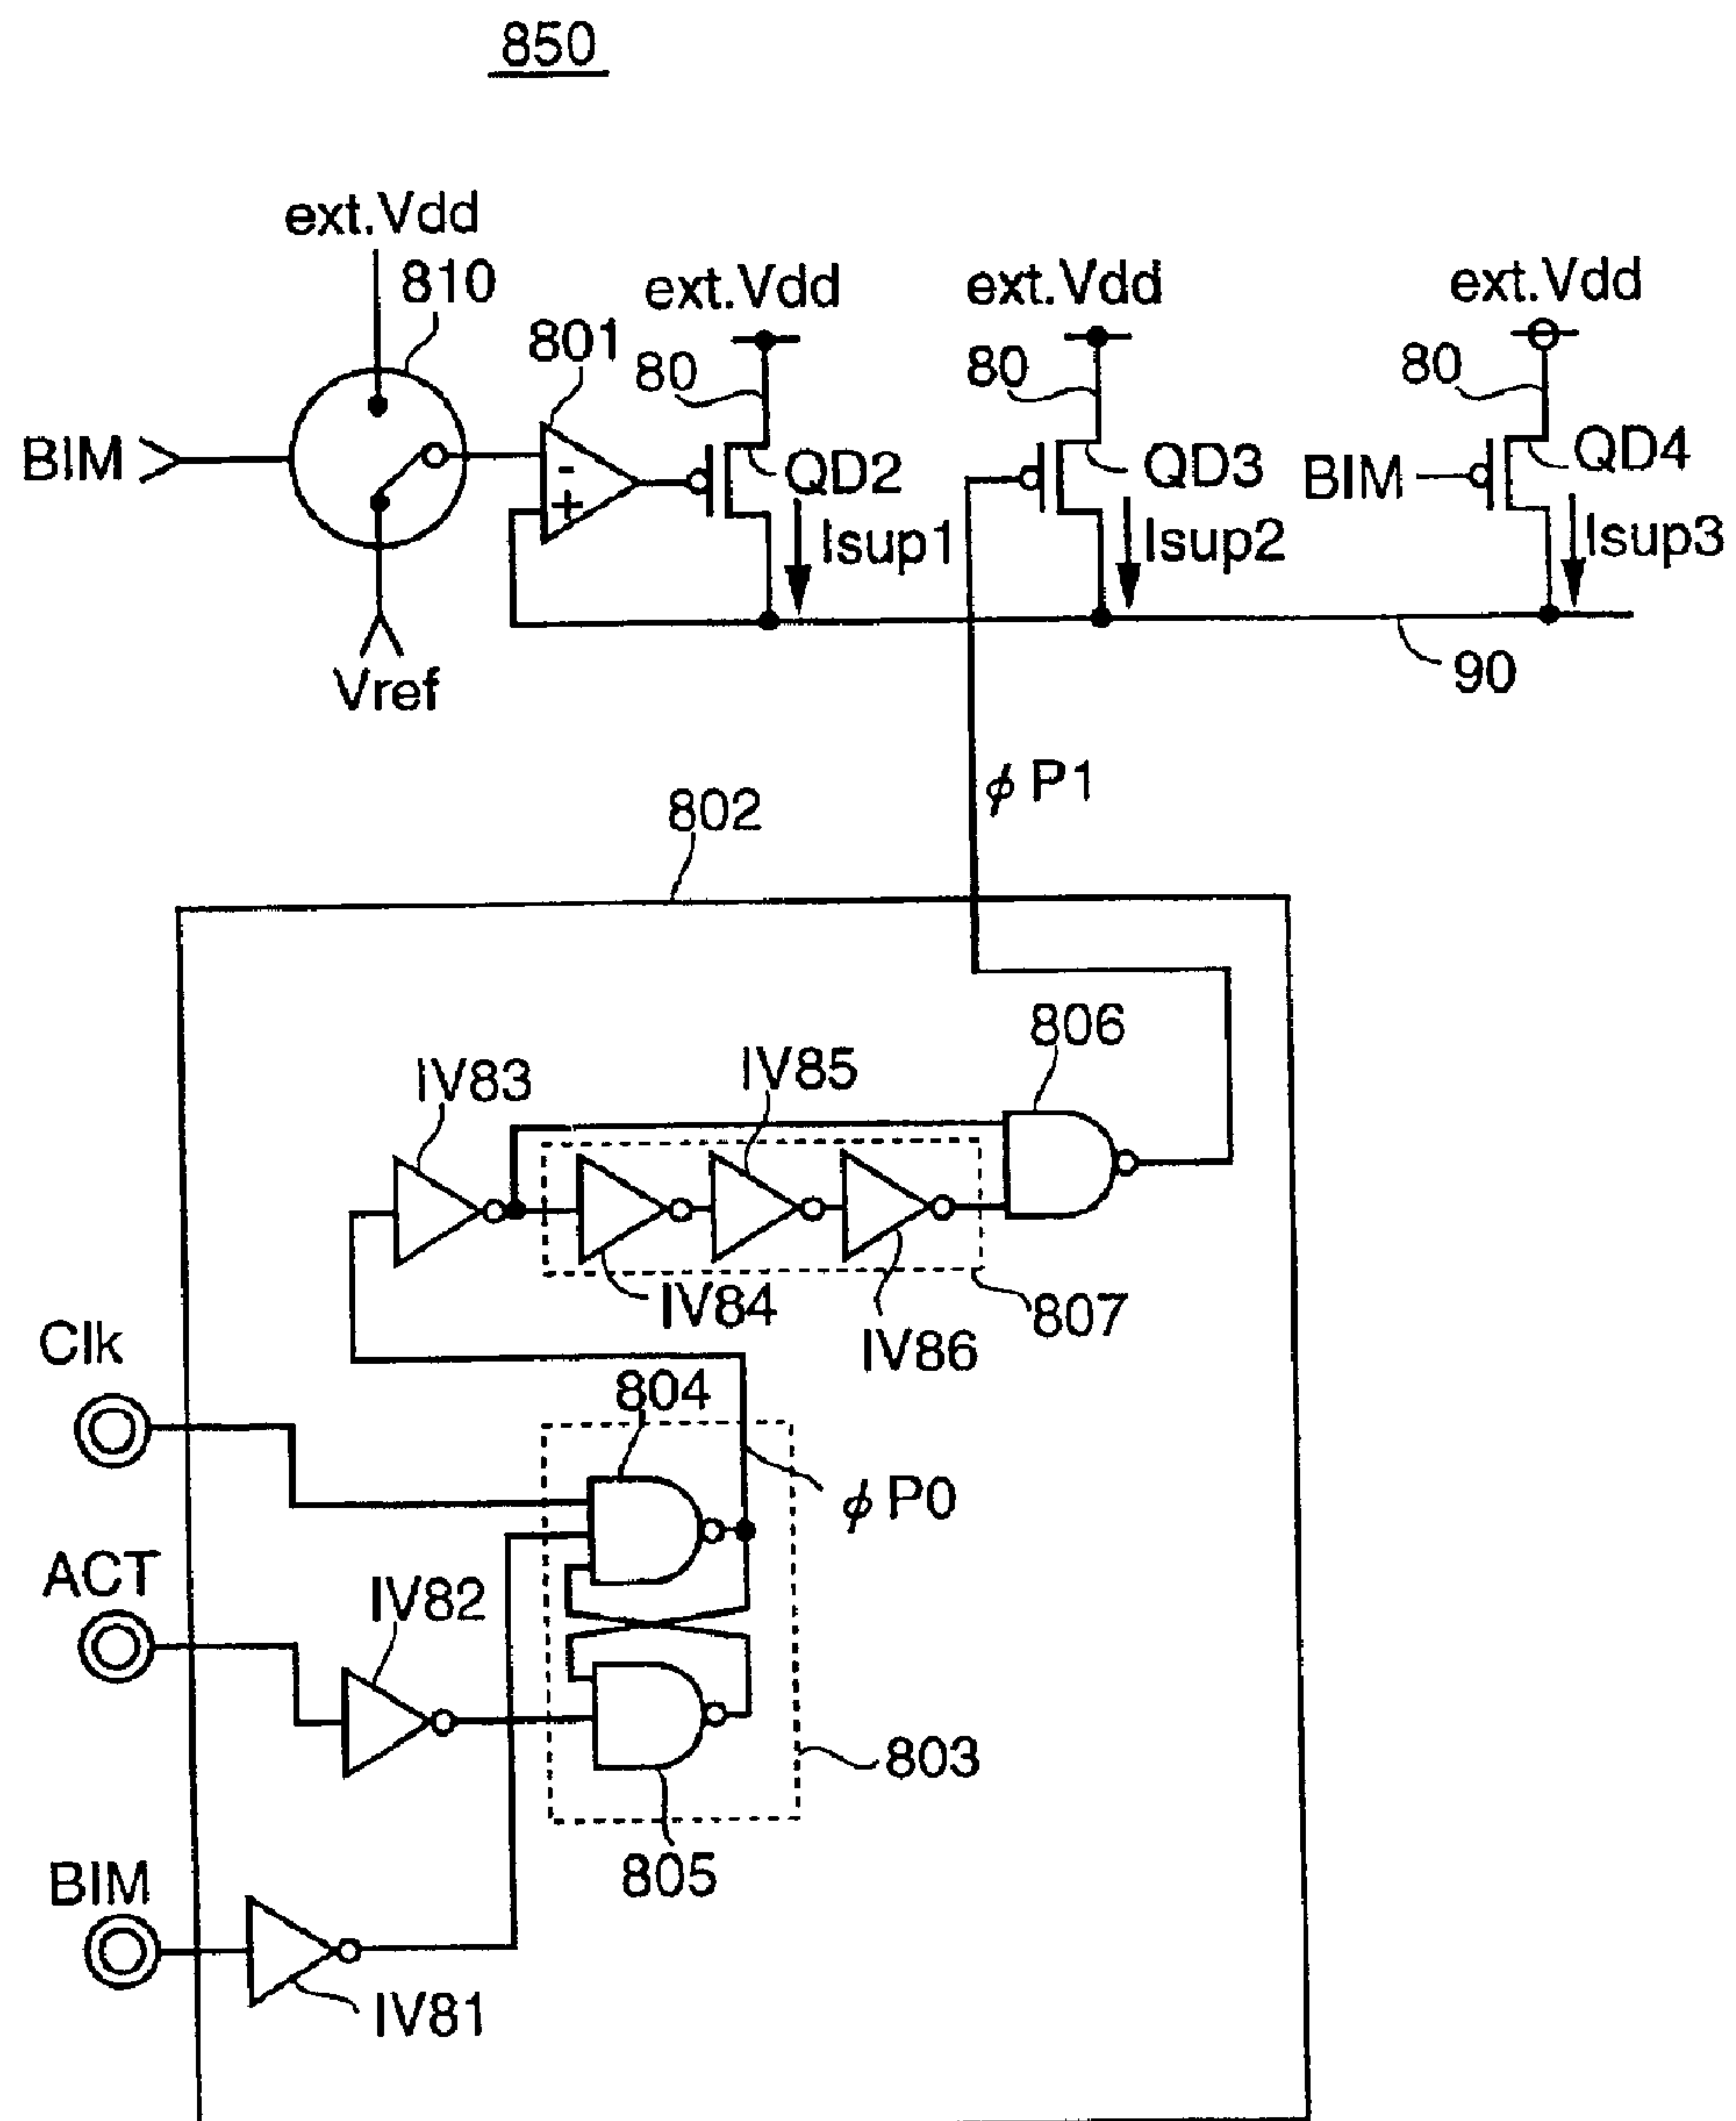 850
ext.Vdd
810
ext.Vdd
ext.Vdd
ext.Vdd
801
80
80
80
BIM
-
+
QD2
QD3
BIM
QD4
Isup1
Isup2
Isup3
Vref
90
ϕ P1
802
806
IV83
IV85
IV84
807
IV86
Clk
804
ϕ P0
ACT
IV82
803
805
BIM
IV81